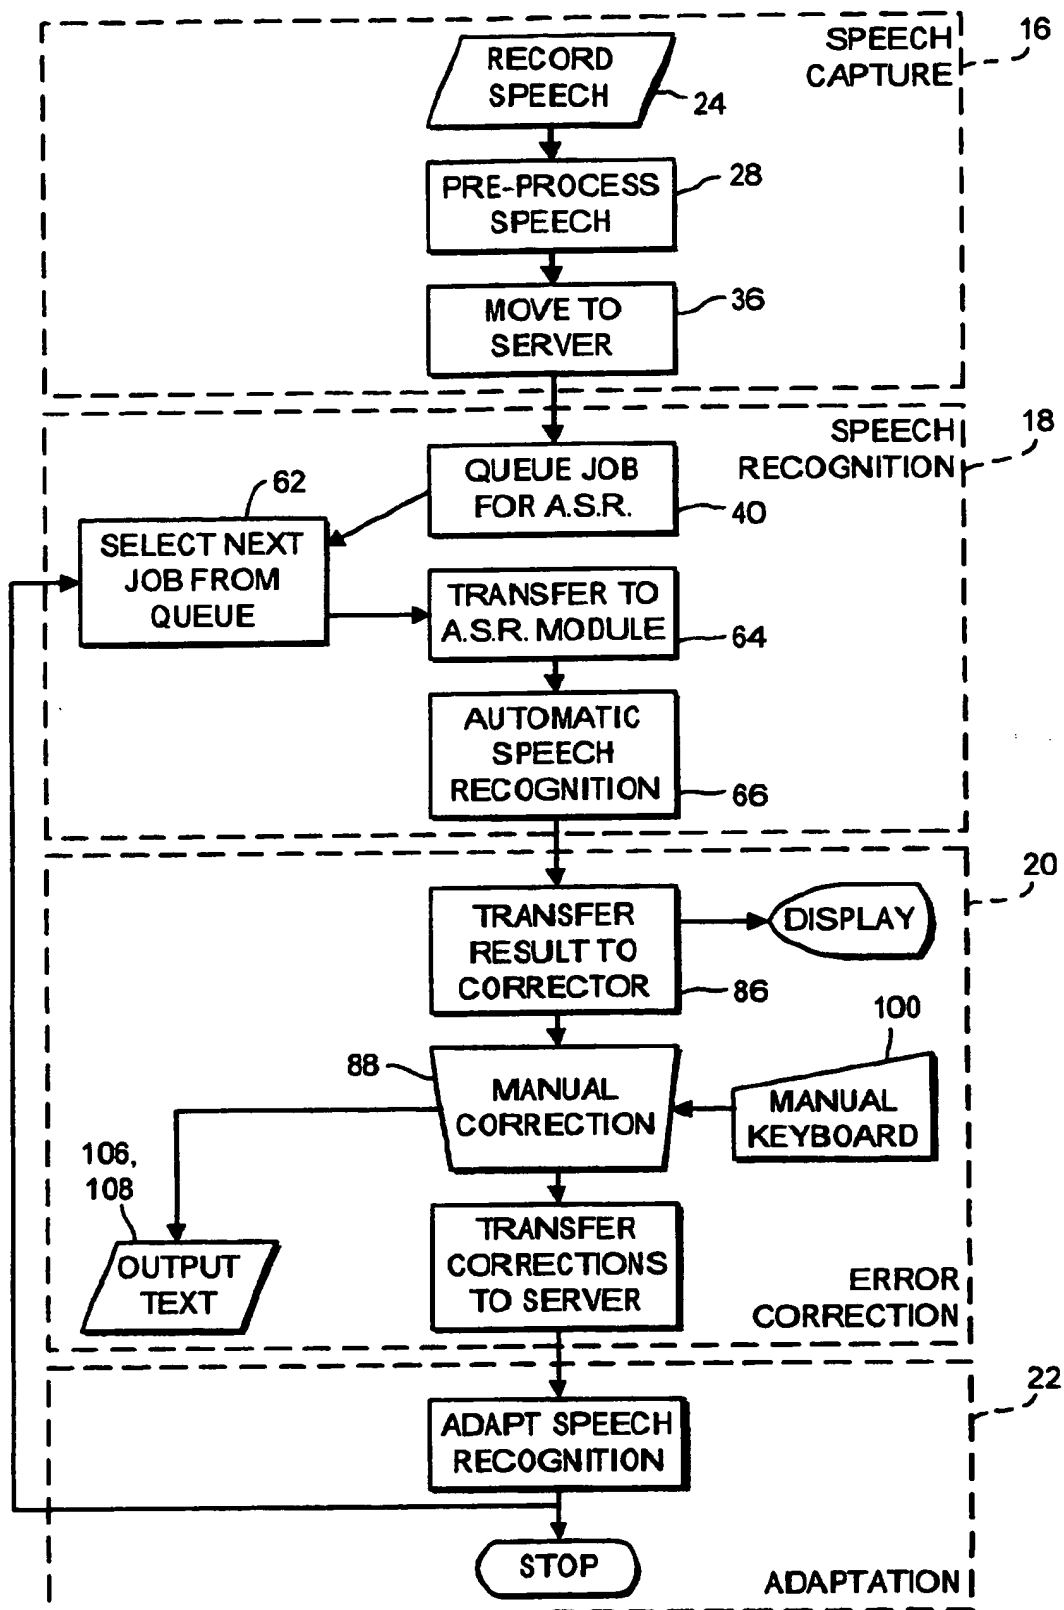 SPEECH
CAPTURE
16
RECORD
SPEECH
24
PRE-PROCESS
SPEECH
28
MOVE TO
SERVER
36
SPEECH
RECOGNITION
18
QUEUE JOB
FOR A.S.R.
40
62
SELECT NEXT
JOB FROM
QUEUE
TRANSFER TO
A.S.R. MODULE
64
AUTOMATIC
SPEECH
RECOGNITION
66
20
TRANSFER
RESULT TO
CORRECTOR
86
DISPLAY
88
MANUAL
CORRECTION
100
MANUAL
KEYBOARD
106,
108
OUTPUT
TEXT
TRANSFER
CORRECTIONS
TO SERVER
ERROR
CORRECTION
22
ADAPT SPEECH
RECOGNITION
STOP
ADAPTATION